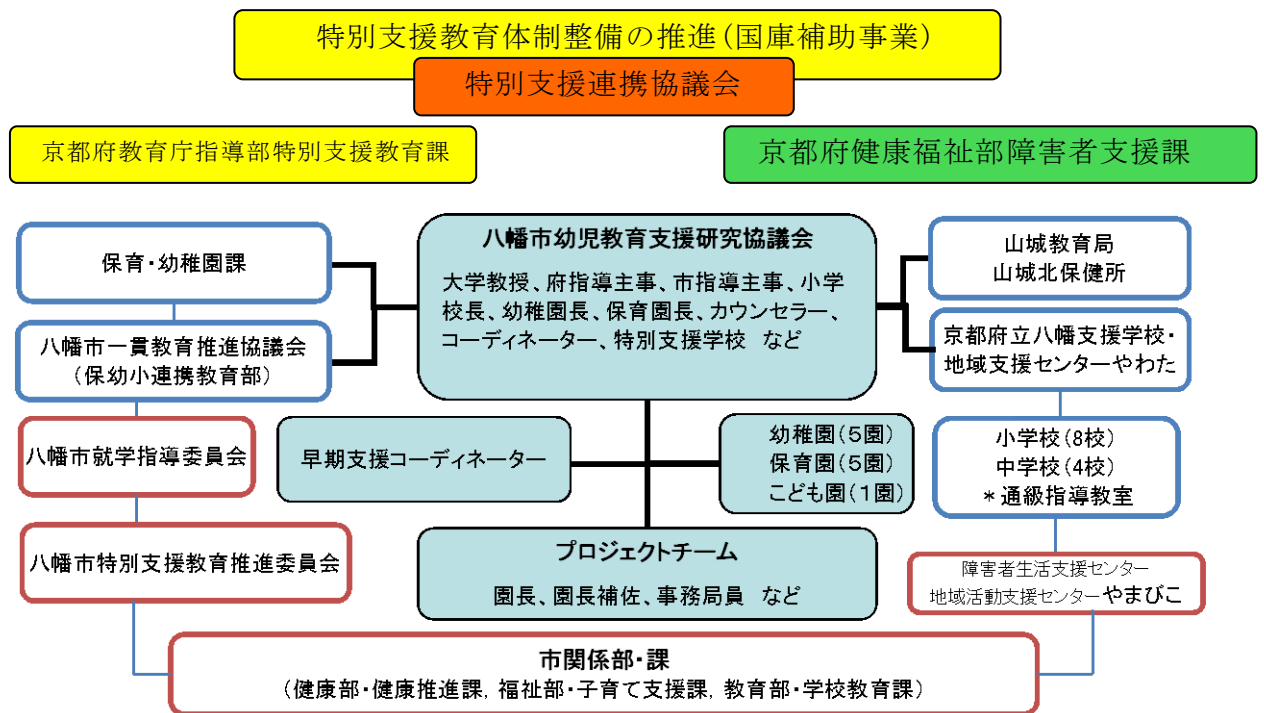 特別支援教育体制整備の推進(国庫補助事業)
特別支援連携協議会
京都府教育庁指導部特別支援教育課
京都府健康福祉部障害者支援課
保育・幼稚園課
八幡市一貫教育推進協議会
(保幼小連携教育部)
八幡市就学指導委員会
八幡市特別支援教育推進委員会
八幡市幼児教育支援研究協議会
大学教授、府指導主事、市指導主事、小学
校長、幼稚園長、保育園長、カウンセラー、
コーディネーター、特別支援学校 など
早期支援コーディネーター
幼稚園(5園)
保育園(5園)
こども園(1園)
プロジェクトチーム
園長、園長補佐、事務局員 など
山城教育局
山城北保健所
京都府立八幡支援学校・
地域支援センターやわた
小学校(8校)
中学校(4校)
*通級指導教室
障害者生活支援センター
地域活動支援センターやまびこ
市関係部・課
(健康部・健康推進課, 福祉部・子育て支援課, 教育部・学校教育課)